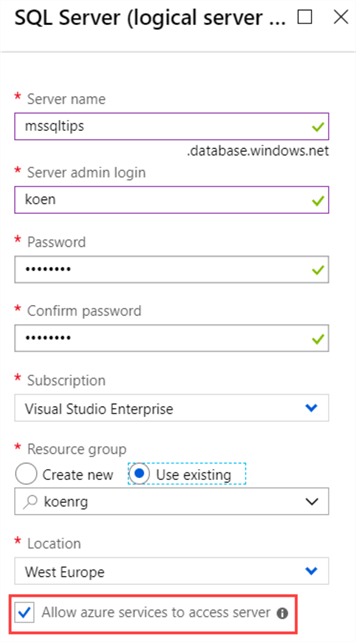 SQL Server (logical server ...
* Server name
mssqltips
.database.windows.net
* Server admin login
koen
* Password
••••••••
* Confirm password
••••••••
* Subscription
Visual Studio Enterprise
* Resource group
Create new Use existing
koenrg
* Location
West Europe
Allow azure services to access server